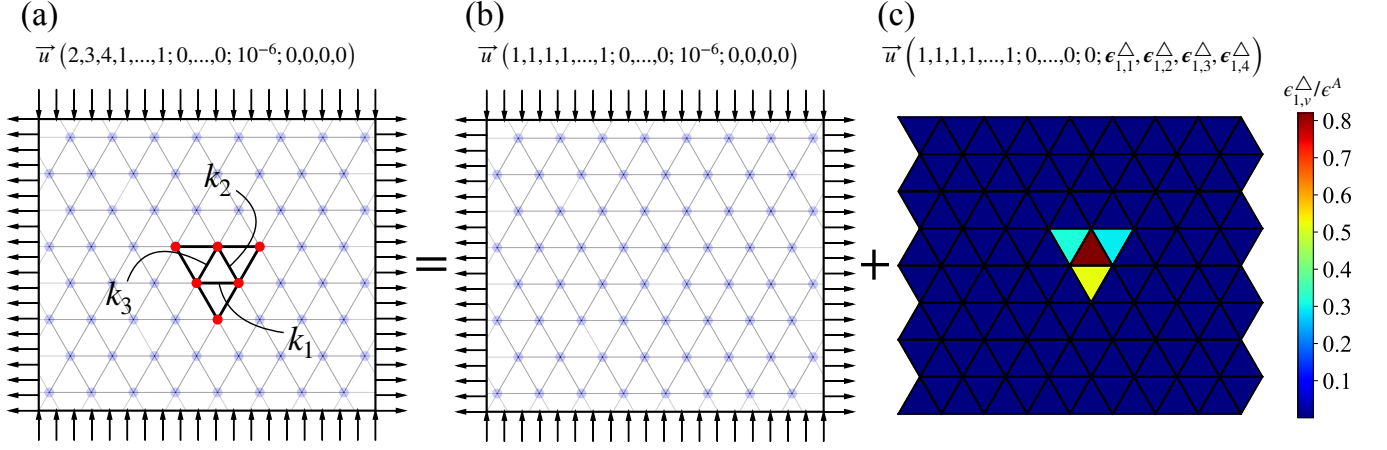 (a)
(b)
(c)
u⃗ (2,3,4,1,...,1; 0,...,0; 10⁻⁶; 0,0,0,0)
u⃗ (1,1,1,1,...,1; 0,...,0; 10⁻⁶; 0,0,0,0)
u⃗ (1,1,1,1,...,1; 0,...,0; 0; ϵ△1,1, ϵ△1,2, ϵ△1,3, ϵ△1,4)
k₂
k₃
k₁
=
+
ϵ△1,v/ϵᴬ
0.8
0.7
0.6
0.5
0.4
0.3
0.2
0.1